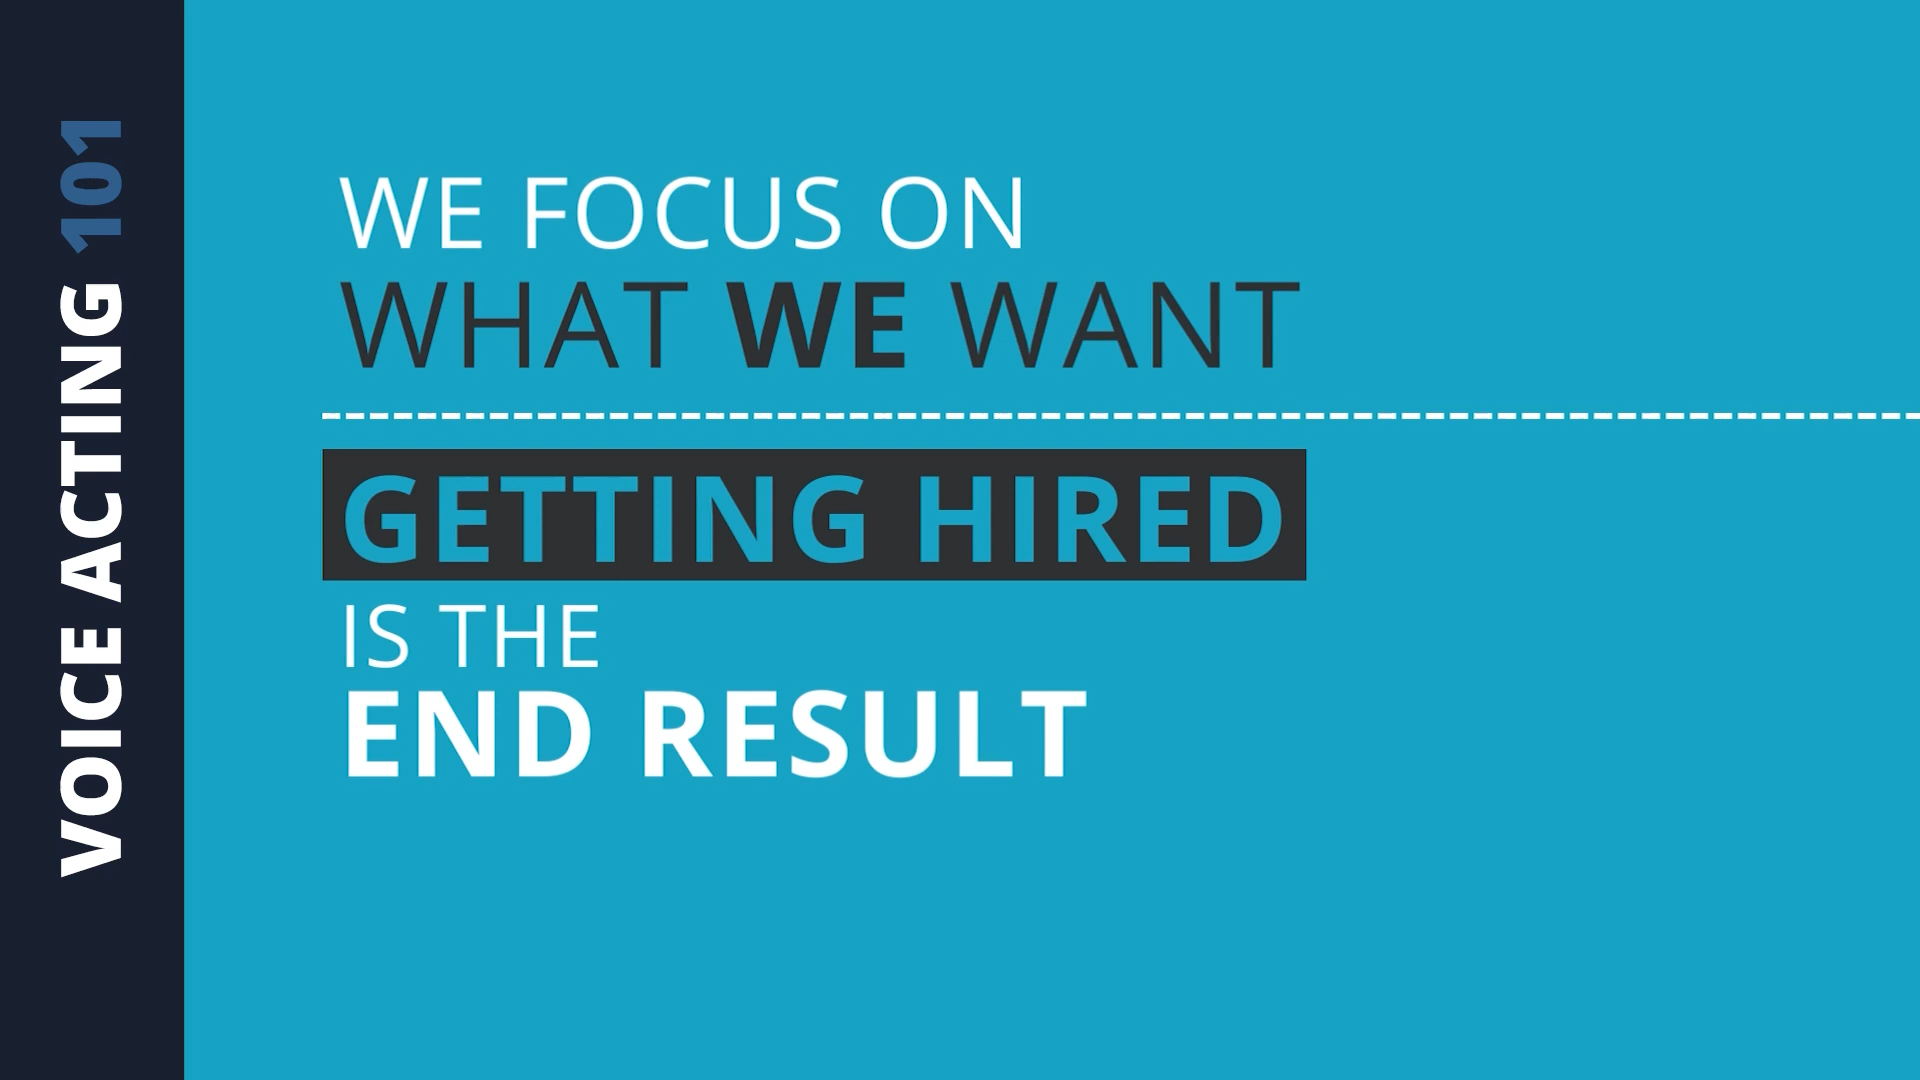 VOICE ACTING 101
WE FOCUS ON
WHAT WE WANT
GETTING HIRED
IS THE
END RESULT